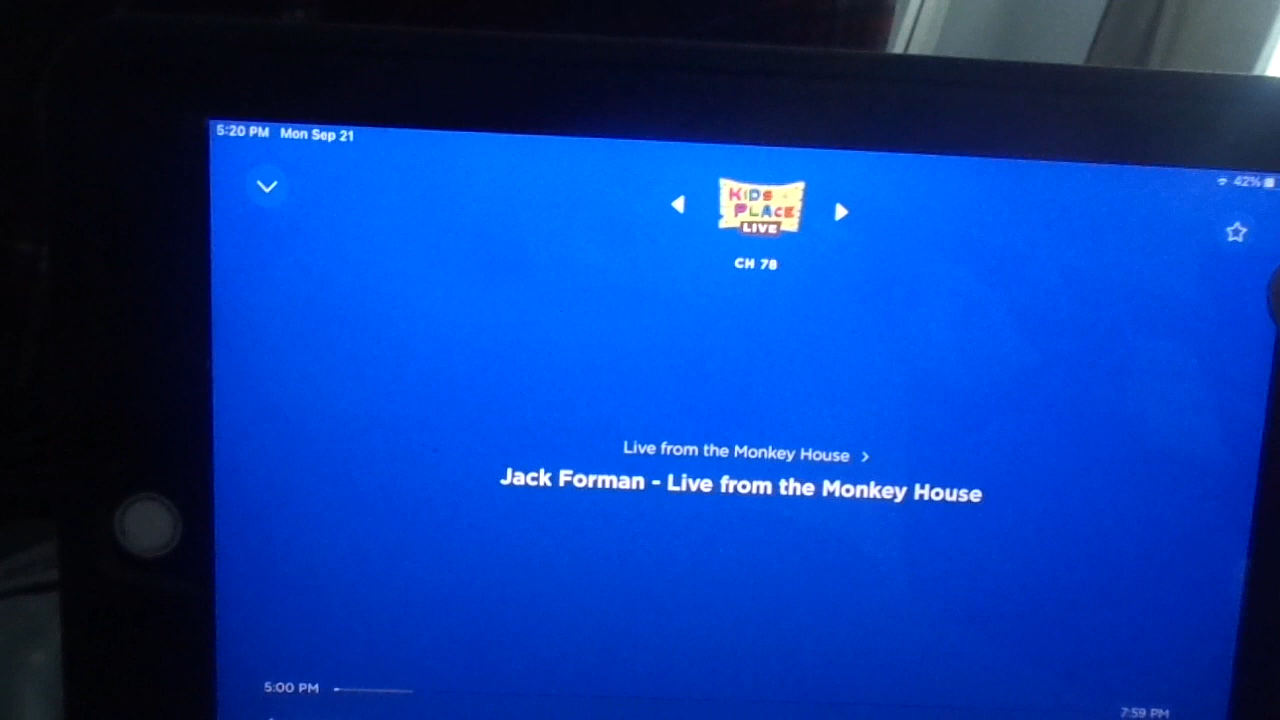 5:20 PM Mon Sep 21
42%
KIDS
PLACE
LIVE
CH 78
Live from the Monkey House >
Jack Forman - Live from the Monkey House
5:00 PM
7:59 PM